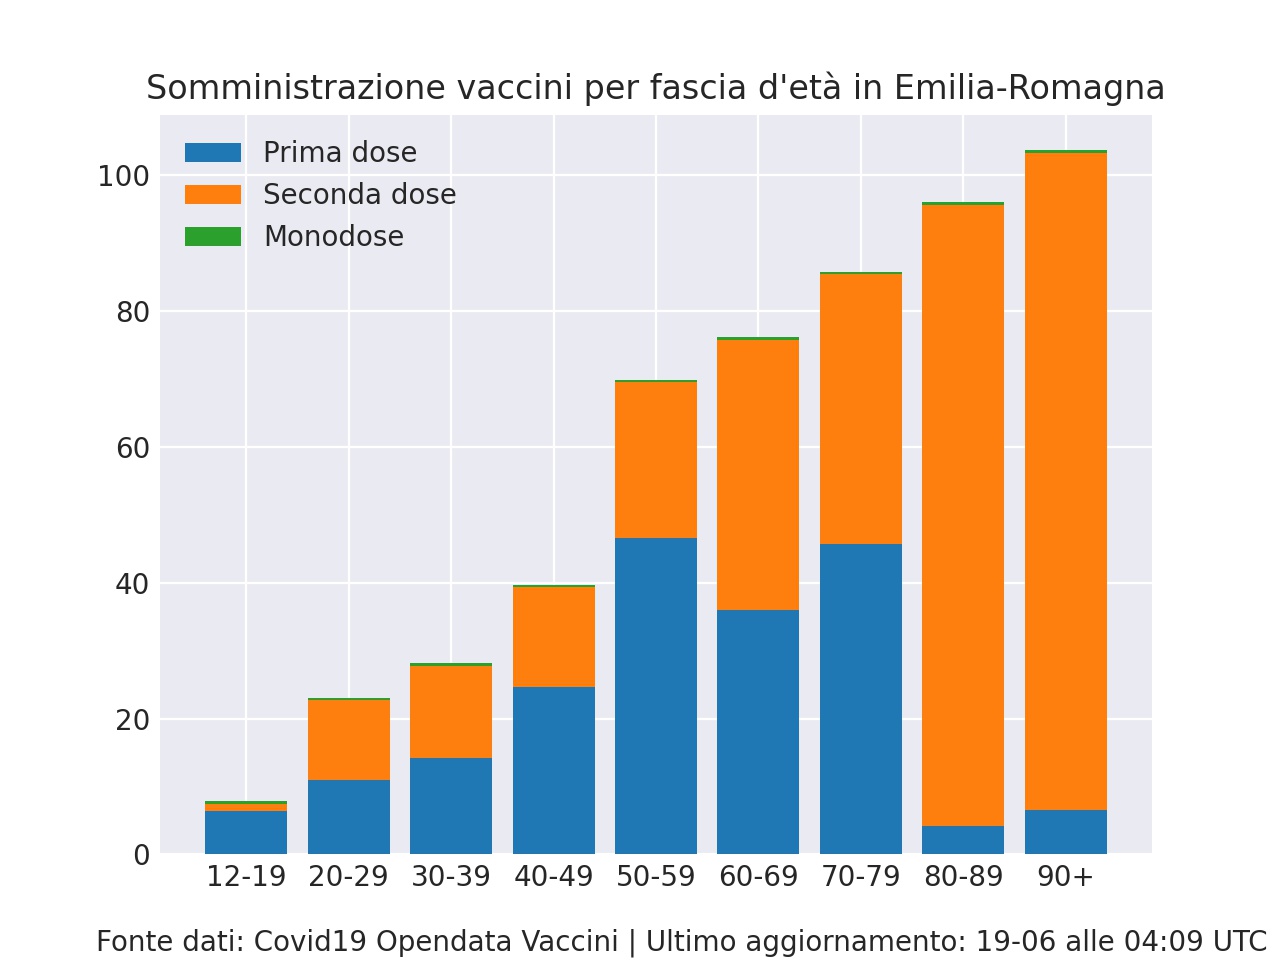 Somministrazione vaccini per fascia d'età in Emilia-Romagna
Prima dose
Seconda dose
Monodose
100
80
60
40
20
0
12-19 20-29 30-39 40-49 50-59 60-69 70-79 80-89 90+
Fonte dati: Covid19 Opendata Vaccini | Ultimo aggiornamento: 19-06 alle 04:09 UTC